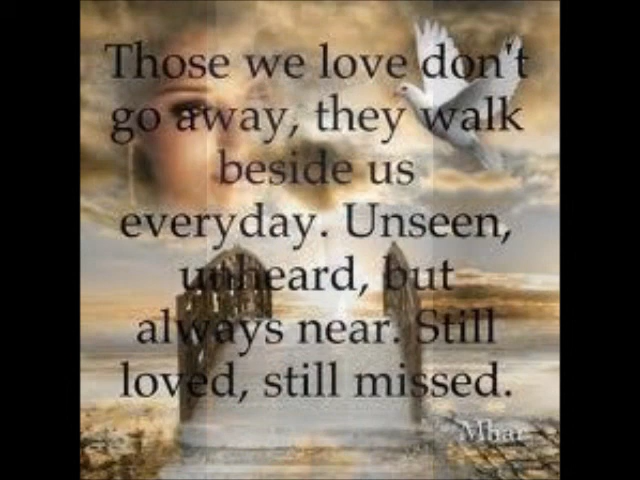 Those we love don't
go away, they walk
beside us
everyday. Unseen,
unheard, but
always near. Still
loved, still missed.
Mhar